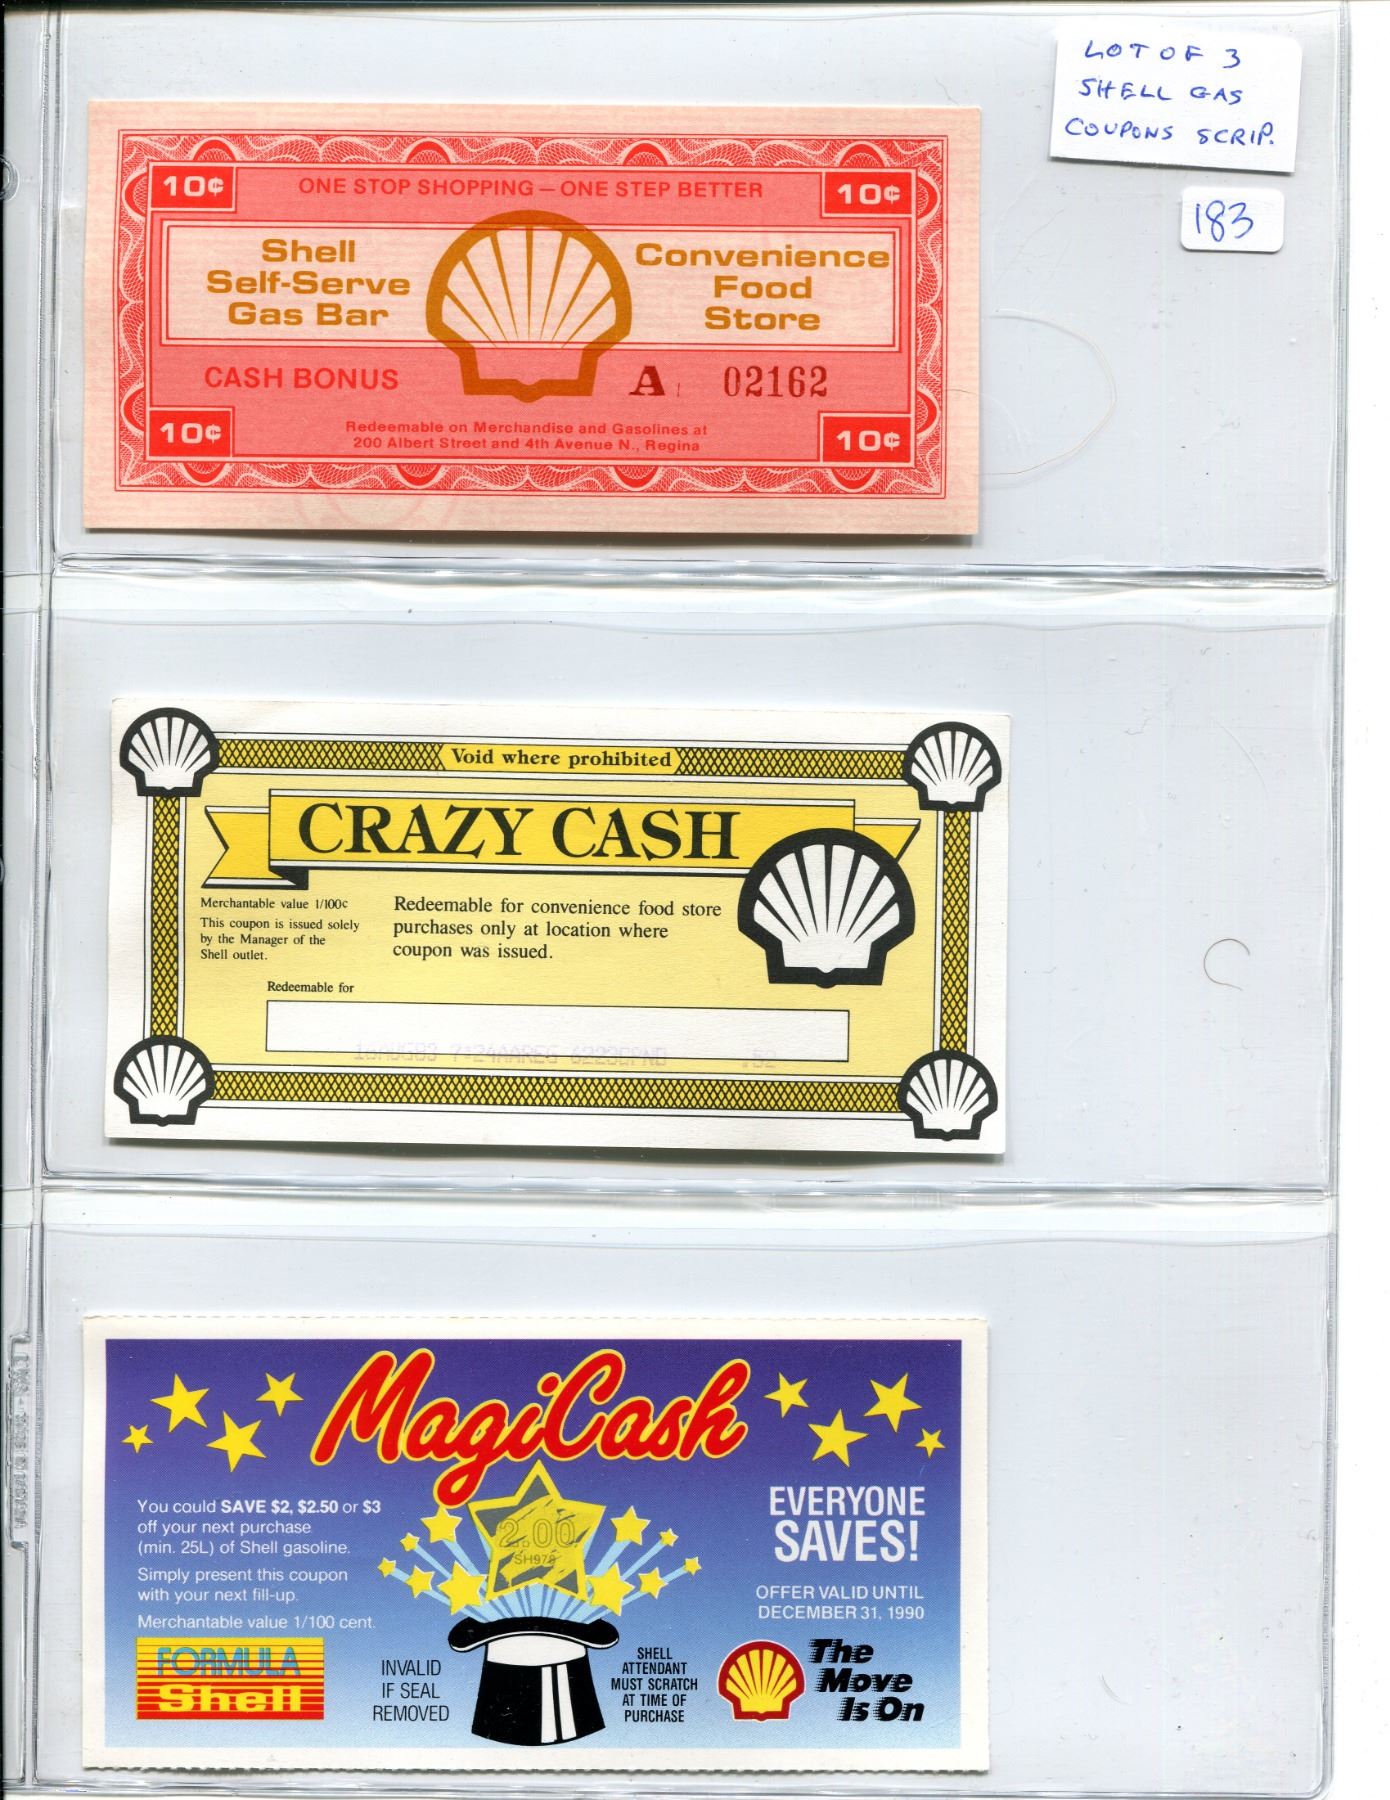 LOT OF 3
SHELL GAS
COUPONS SCRIP.
183
10¢ ONE STOP SHOPPING — ONE STEP BETTER 10¢
Shell
Self-Serve
Gas Bar
Convenience
Food
Store
CASH BONUS A 02162
10¢ 10¢
Redeemable on Merchandise and Gasolines at
200 Albert Street and 4th Avenue N., Regina
Void where prohibited
CRAZY CASH
Merchantable value 1/100¢
This coupon is issued solely
by the Manager of the
Shell outlet.
Redeemable for convenience food store
purchases only at location where
coupon was issued.
Redeemable for
.52
MagiCash
You could SAVE $2, $2.50 or $3
off your next purchase
(min. 25L) of Shell gasoline.
Simply present this coupon
with your next fill-up.
Merchantable value 1/100 cent.
2.00
EVERYONE
SAVES!
OFFER VALID UNTIL
DECEMBER 31, 1990
FORMULA
Shell
INVALID
IF SEAL
REMOVED
SHELL
ATTENDANT
MUST SCRATCH
AT TIME OF
PURCHASE
The
Move
Is On